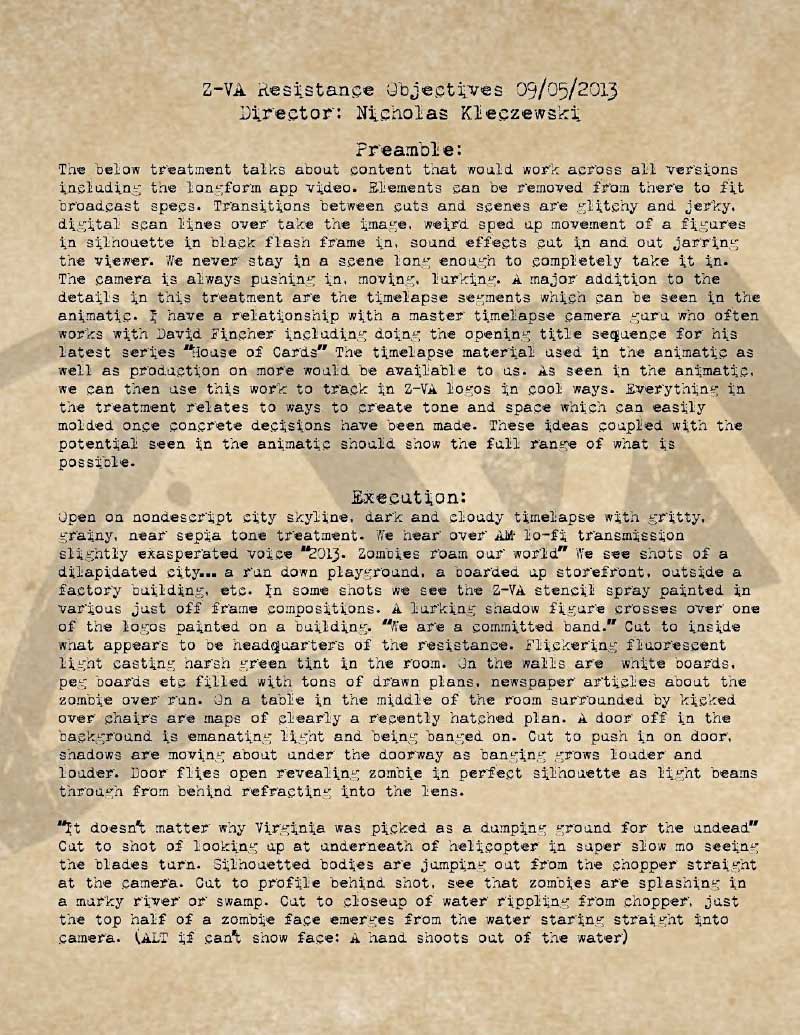 Z-VA Resistance Objectives 09/05/2013
Director: Nicholas Kleczewski
Preamble:
The below treatment talks about content that would work across all versions
including the longform app video. Elements can be removed from there to fit
broadcast specs. Transitions between cuts and scenes are glitchy and jerky,
digital scan lines over take the image, weird sped up movement of a figures
in silhouette in black flash frame in, sound effects cut in and out jarring
the viewer. We never stay in a scene long enough to completely take it in.
The camera is always pushing in, moving, lurking. A major addition to the
details in this treatment are the timelapse segments which can be seen in the
animatic. I have a relationship with a master timelapse camera guru who often
works with David Fincher including doing the opening title sequence for his
latest series "House of Cards" The timelapse material used in the animatic as
well as production on more would be available to us. As seen in the animatic,
we can then use this work to track in Z-VA logos in cool ways. Everything in
the treatment relates to ways to create tone and space which can easily
molded once concrete decisions have been made. These ideas coupled with the
potential seen in the animatic should show the full range of what is
possible.
Execution:
Open on nondescript city skyline, dark and cloudy timelapse with gritty,
grainy, near sepia tone treatment. We hear over AM lo-fi transmission
slightly exasperated voice "2013. Zombies roam our world" We see shots of a
dilapidated city... a run down playground, a boarded up storefront, outside a
factory building, etc. In some shots we see the Z-VA stencil spray painted in
various just off frame compositions. A lurking shadow figure crosses over one
of the logos painted on a building. "We are a committed band." Cut to inside
what appears to be headquarters of the resistance. Flickering fluorescent
light casting harsh green tint in the room. On the walls are white boards,
peg boards etc filled with tons of drawn plans, newspaper articles about the
zombie over run. On a table in the middle of the room surrounded by kicked
over chairs are maps of clearly a recently hatched plan. A door off in the
background is emanating light and being banged on. Cut to push in on door,
shadows are moving about under the doorway as banging grows louder and
louder. Door flies open revealing zombie in perfect silhouette as light beams
through from behind refracting into the lens.
"It doesn't matter why Virginia was picked as a dumping ground for the undead"
Cut to shot of looking up at underneath of helicopter in super slow mo seeing
the blades turn. Silhouetted bodies are jumping out from the chopper straight
at the camera. Cut to profile behind shot, see that zombies are splashing in
a murky river or swamp. Cut to closeup of water rippling from chopper, just
the top half of a zombie face emerges from the water staring straight into
camera. (ALT if can't show face: A hand shoots out of the water)